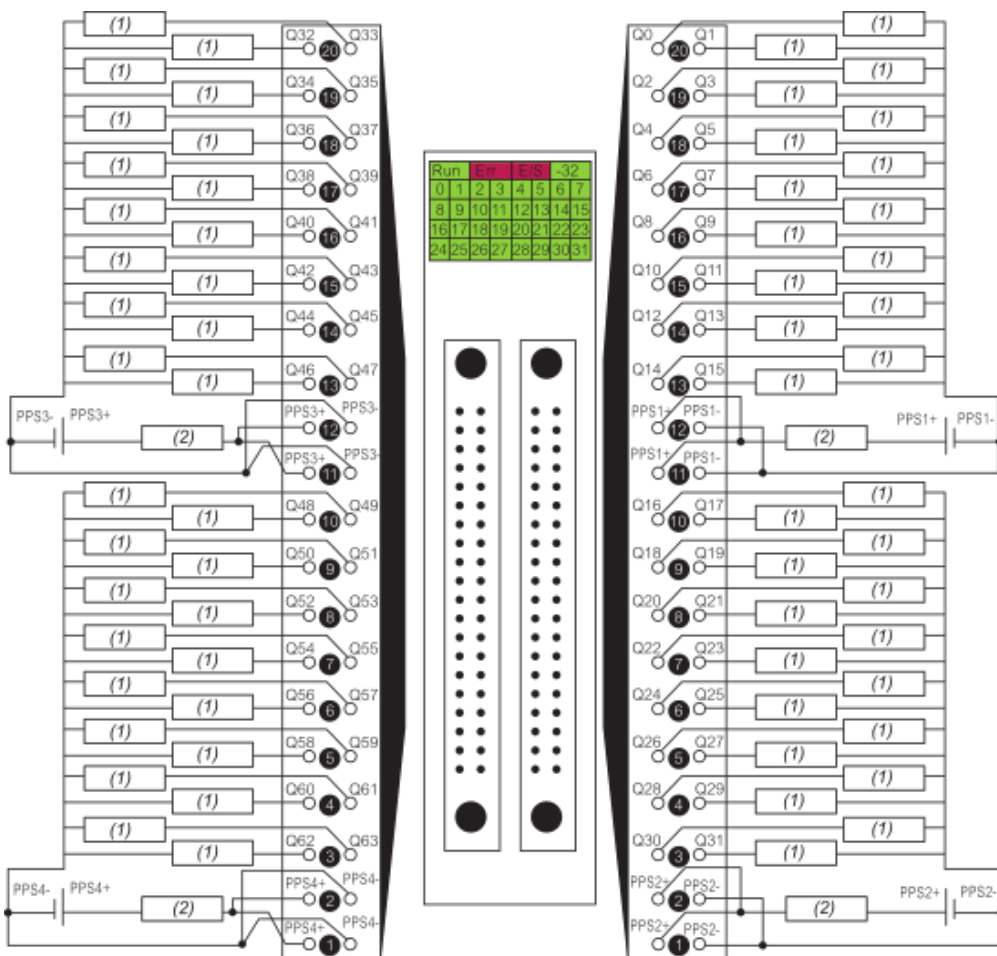 (1)
(1) Q32 20 Q33
(1)
(1) Q34 19 Q35
(1)
(1) Q36 18 Q37
(1)
(1) Q38 17 Q39
(1)
(1) Q40 16 Q41
(1)
(1) Q42 15 Q43
(1)
(1) Q44 14 Q45
(1)
(1) Q46 13 Q47
PPS3- PPS3+ (2) PPS3+ 12 PPS3-
PPS3+ 11 PPS3-
(1)
(1) Q48 10 Q49
(1)
(1) Q50 9 Q51
(1)
(1) Q52 8 Q53
(1)
(1) Q54 7 Q55
(1)
(1) Q56 6 Q57
(1)
(1) Q58 5 Q59
(1)
(1) Q60 4 Q61
(1)
(1) Q62 3 Q63
PPS4- PPS4+ (2) PPS4+ 2 PPS4-
PPS4+ 1 PPS4-
Run Err E/S -32
0 1 2 3 4 5 6 7
8 9 10 11 12 13 14 15
16 17 18 19 20 21 22 23
24 25 26 27 28 29 30 31
(1)
Q0 20 Q1 (1)
(1)
Q2 19 Q3 (1)
(1)
Q4 18 Q5 (1)
(1)
Q6 17 Q7 (1)
(1)
Q8 16 Q9 (1)
(1)
Q10 15 Q11 (1)
(1)
Q12 14 Q13 (1)
(1)
Q14 13 Q15 (1)
PPS1+ 12 PPS1- (2) PPS1+ PPS1-
PPS1+ 11 PPS1-
(1)
Q16 10 Q17 (1)
(1)
Q18 9 Q19 (1)
(1)
Q20 8 Q21 (1)
(1)
Q22 7 Q23 (1)
(1)
Q24 6 Q25 (1)
(1)
Q26 5 Q27 (1)
(1)
Q28 4 Q29 (1)
(1)
Q30 3 Q31 (1)
PPS2+ 2 PPS2- (2) PPS2+ PPS2-
PPS2+ 1 PPS2-